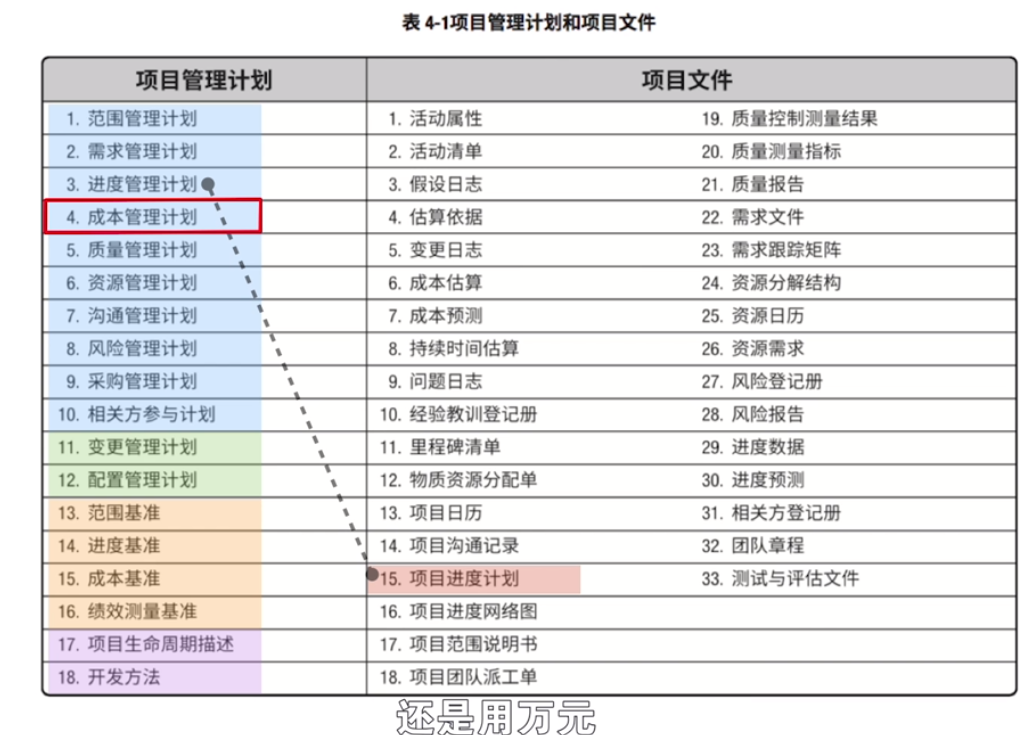 表 4-1项目管理计划和项目文件
项目管理计划 项目文件
1. 范围管理计划 1. 活动属性 19. 质量控制测量结果
2. 需求管理计划 2. 活动清单 20. 质量测量指标
3. 进度管理计划 3. 假设日志 21. 质量报告
4. 成本管理计划 4. 估算依据 22. 需求文件
5. 质量管理计划 5. 变更日志 23. 需求跟踪矩阵
6. 资源管理计划 6. 成本估算 24. 资源分解结构
7. 沟通管理计划 7. 成本预测 25. 资源日历
8. 风险管理计划 8. 持续时间估算 26. 资源需求
9. 采购管理计划 9. 问题日志 27. 风险登记册
10. 相关方参与计划 10. 经验教训登记册 28. 风险报告
11. 变更管理计划 11. 里程碑清单 29. 进度数据
12. 配置管理计划 12. 物质资源分配单 30. 进度预测
13. 范围基准 13. 项目日历 31. 相关方登记册
14. 进度基准 14. 项目沟通记录 32. 团队章程
15. 成本基准 15. 项目进度计划 33. 测试与评估文件
16. 绩效测量基准 16. 项目进度网络图
17. 项目生命周期描述 17. 项目范围说明书
18. 开发方法 18. 项目团队派工单
还是用万元